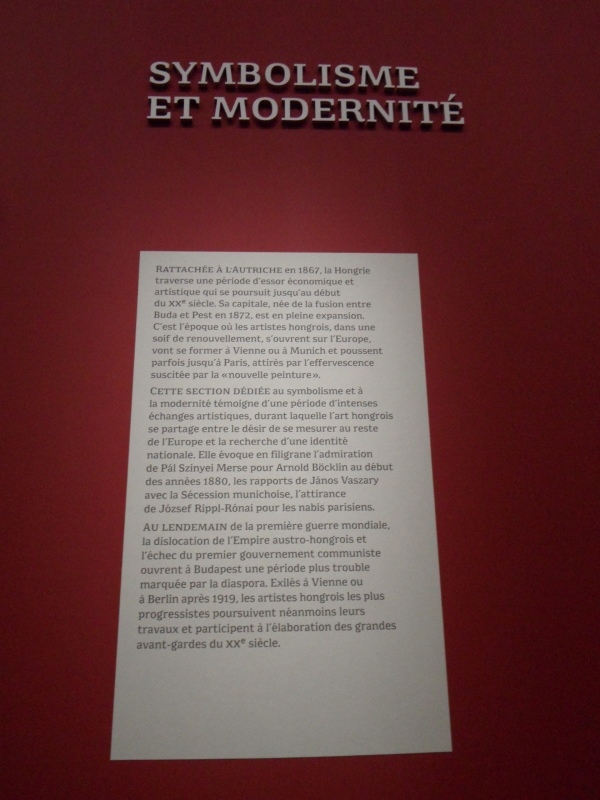 SYMBOLISME
ET MODERNITÉ
RATTACHÉE À L'AUTRICHE en 1867, la Hongrie
traverse une période d'essor économique et
artistique qui se poursuit jusqu'au début
du XXe siècle. Sa capitale, née de la fusion entre
Buda et Pest en 1872, est en pleine expansion.
C'est l'époque où les artistes hongrois, dans une
soif de renouvellement, s'ouvrent sur l'Europe,
vont se former à Vienne ou à Munich et poussent
parfois jusqu'à Paris, attirés par l'effervescence
suscitée par la « nouvelle peinture ».
CETTE SECTION DÉDIÉE au symbolisme et à
la modernité témoigne d'une période d'intenses
échanges artistiques, durant laquelle l'art hongrois
se partage entre le désir de se mesurer au reste
de l'Europe et la recherche d'une identité
nationale. Elle évoque en filigrane l'admiration
de Pál Szinyei Merse pour Arnold Böcklin au début
des années 1880, les rapports de János Vaszary
avec la Sécession munichoise, l'attirance
de József Rippl-Rónai pour les nabis parisiens.
AU LENDEMAIN de la première guerre mondiale,
la dislocation de l'Empire austro-hongrois et
l'échec du premier gouvernement communiste
ouvrent à Budapest une période plus trouble
marquée par la diaspora. Exilés à Vienne ou
à Berlin après 1919, les artistes hongrois les plus
progressistes poursuivent néanmoins leurs
travaux et participent à l'élaboration des grandes
avant-gardes du XXe siècle.